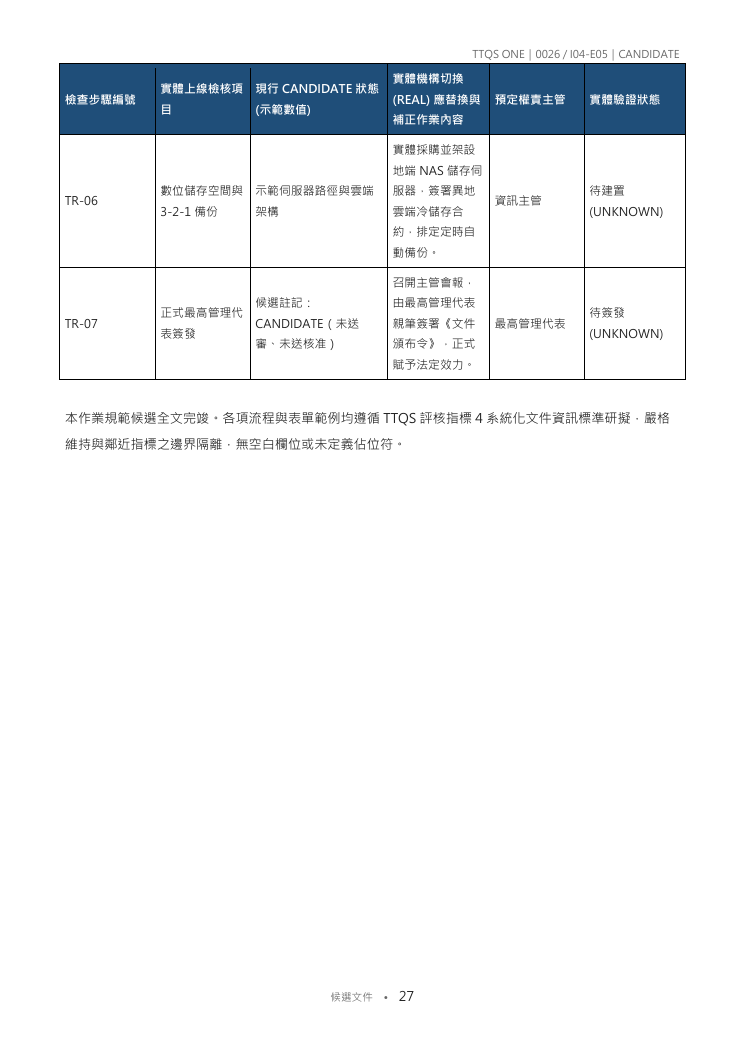 TTQS ONE | 0026 / I04-E05 | CANDIDATE
檢查步驟編號
實體上線檢核項
目
現行 CANDIDATE 狀態
(示範數值)
實體機構切換
(REAL) 應替換與
補正作業內容
預定權責主管
實體驗證狀態
TR-06
數位儲存空間與
3-2-1 備份
示範伺服器路徑與雲端
架構
實體採購並架設
地端 NAS 儲存伺
服器，簽署異地
雲端冷儲存合
約，排定定時自
動備份。
資訊主管
待建置
(UNKNOWN)
TR-07
正式最高管理代
表簽發
候選註記：
CANDIDATE（未送
審、未送核准）
召開主管會報，
由最高管理代表
親筆簽署《文件
頒布令》，正式
賦予法定效力。
最高管理代表
待簽發
(UNKNOWN)
本作業規範候選全文完竣。各項流程與表單範例均遵循 TTQS 評核指標 4 系統化文件資訊標準研擬，嚴格
維持與鄰近指標之邊界隔離，無空白欄位或未定義佔位符。
候選文件 • 27